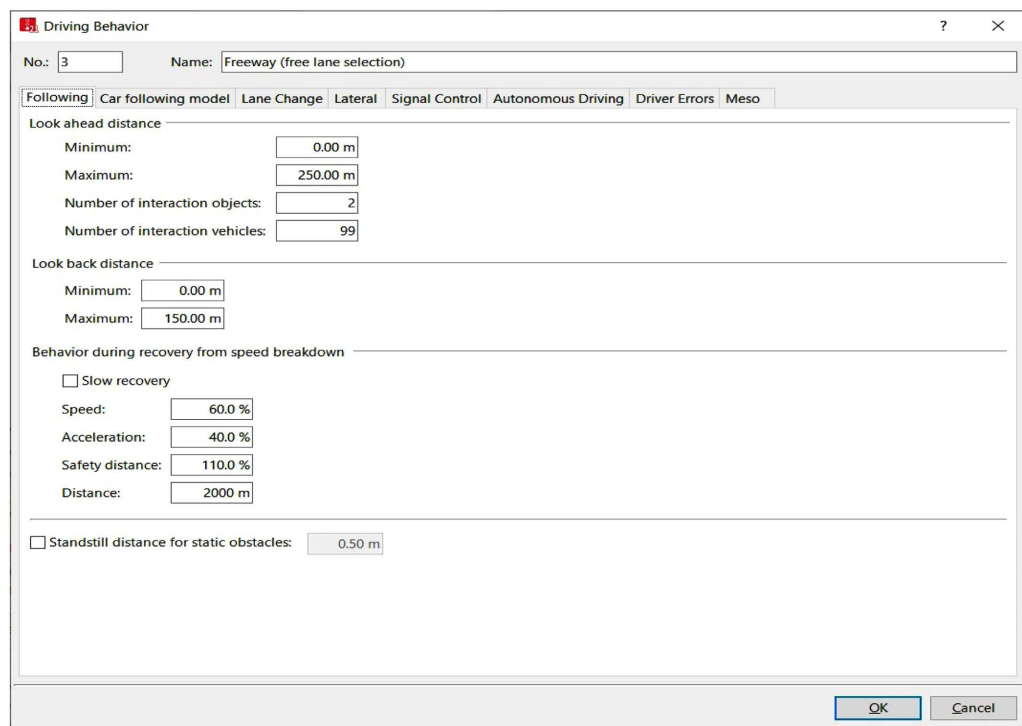 Driving Behavior ? ×
No.: 3 Name: Freeway (free lane selection)
Following Car following model Lane Change Lateral Signal Control Autonomous Driving Driver Errors Meso
Look ahead distance
Minimum: 0.00 m
Maximum: 250.00 m
Number of interaction objects: 2
Number of interaction vehicles: 99
Look back distance
Minimum: 0.00 m
Maximum: 150.00 m
Behavior during recovery from speed breakdown
Slow recovery
Speed: 60.0 %
Acceleration: 40.0 %
Safety distance: 110.0 %
Distance: 2000 m
Standstill distance for static obstacles: 0.50 m
OK Cancel